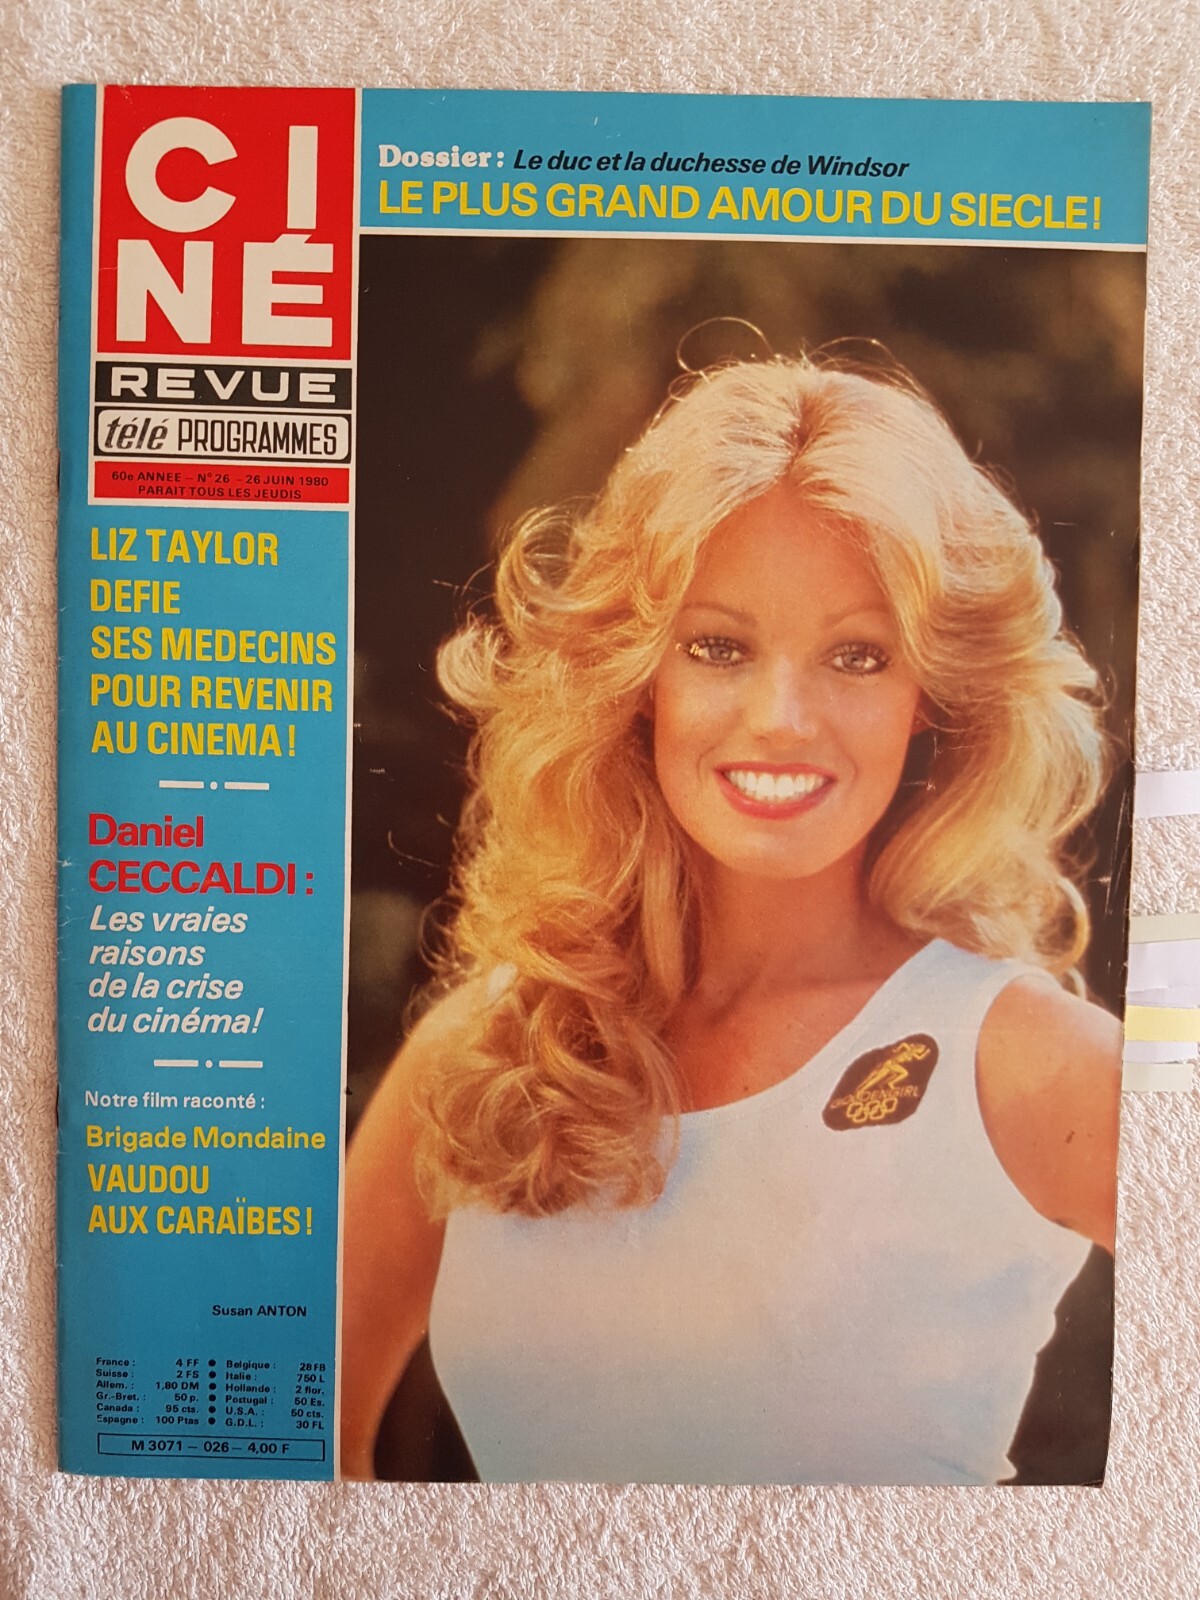 CI
NÉ
REVUE
télé PROGRAMMES
60e ANNEE – N° 26 – 26 JUIN 1980
PARAIT TOUS LES JEUDIS
Dossier : Le duc et la duchesse de Windsor
LE PLUS GRAND AMOUR DU SIECLE !
LIZ TAYLOR
DEFIE
SES MEDECINS
POUR REVENIR
AU CINEMA !
Daniel
CECCALDI :
Les vraies
raisons
de la crise
du cinéma !
Notre film raconté :
Brigade Mondaine
VAUDOU
AUX CARAÏBES !
Susan ANTON
France : 4 FF ● Belgique : 28 FB
Suisse : 2 FS ● Italie : 750 L
Allem. : 1,80 DM ● Hollande : 2 flor.
Gr.-Bret. : 50 p. ● Portugal : 50 Es.
Canada : 95 cts. ● U.S.A. : 60 cts.
Espagne : 100 Ptas ● G.D.L. : 30 FL
M 3071 – 026 – 4,00 F
GOLDENGIRL